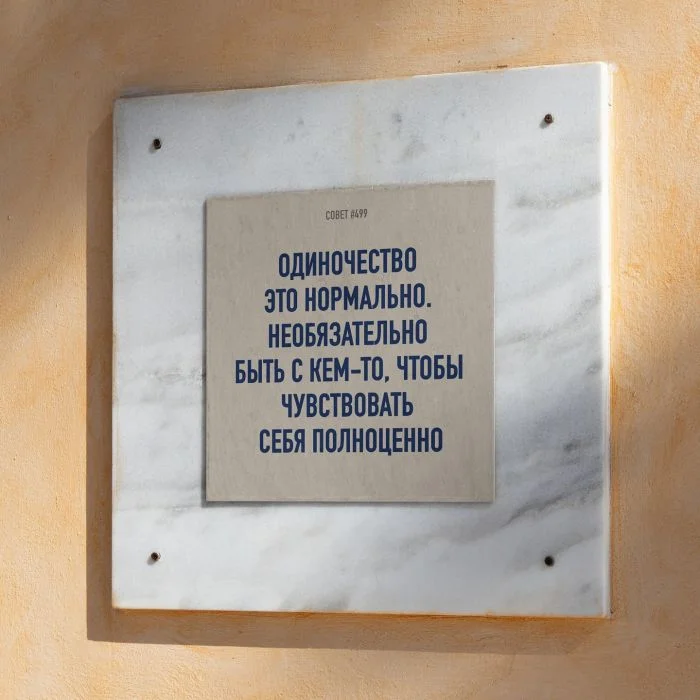 СОВЕТ #499
ОДИНОЧЕСТВО
ЭТО НОРМАЛЬНО.
НЕОБЯЗАТЕЛЬНО
БЫТЬ С КЕМ-ТО, ЧТОБЫ
ЧУВСТВОВАТЬ
СЕБЯ ПОЛНОЦЕННО